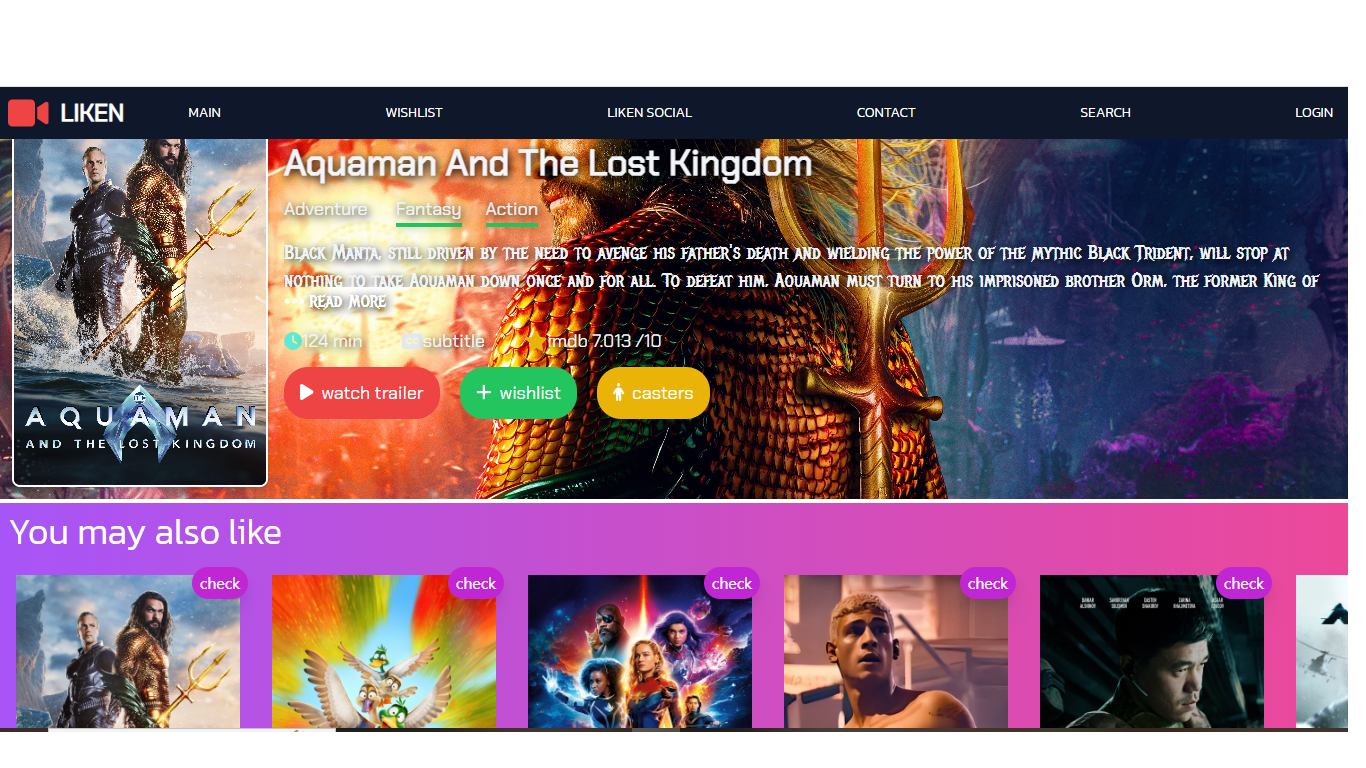 LIKEN MAIN WISHLIST LIKEN SOCIAL CONTACT SEARCH LOGIN
Aquaman And The Lost Kingdom
Adventure Fantasy Action
Black Manta, still driven by the need to avenge his father's death and wielding the power of the mythic Black Trident, will stop at
nothing to take Aquaman down once and for all. To defeat him, Aquaman must turn to his imprisoned brother Orm, the former King of
••• read more
124 min CC subtitle imdb 7.013 /10
watch trailer wishlist casters
DC
AQUAMAN
AND THE LOST KINGDOM
You may also like
check check check check check